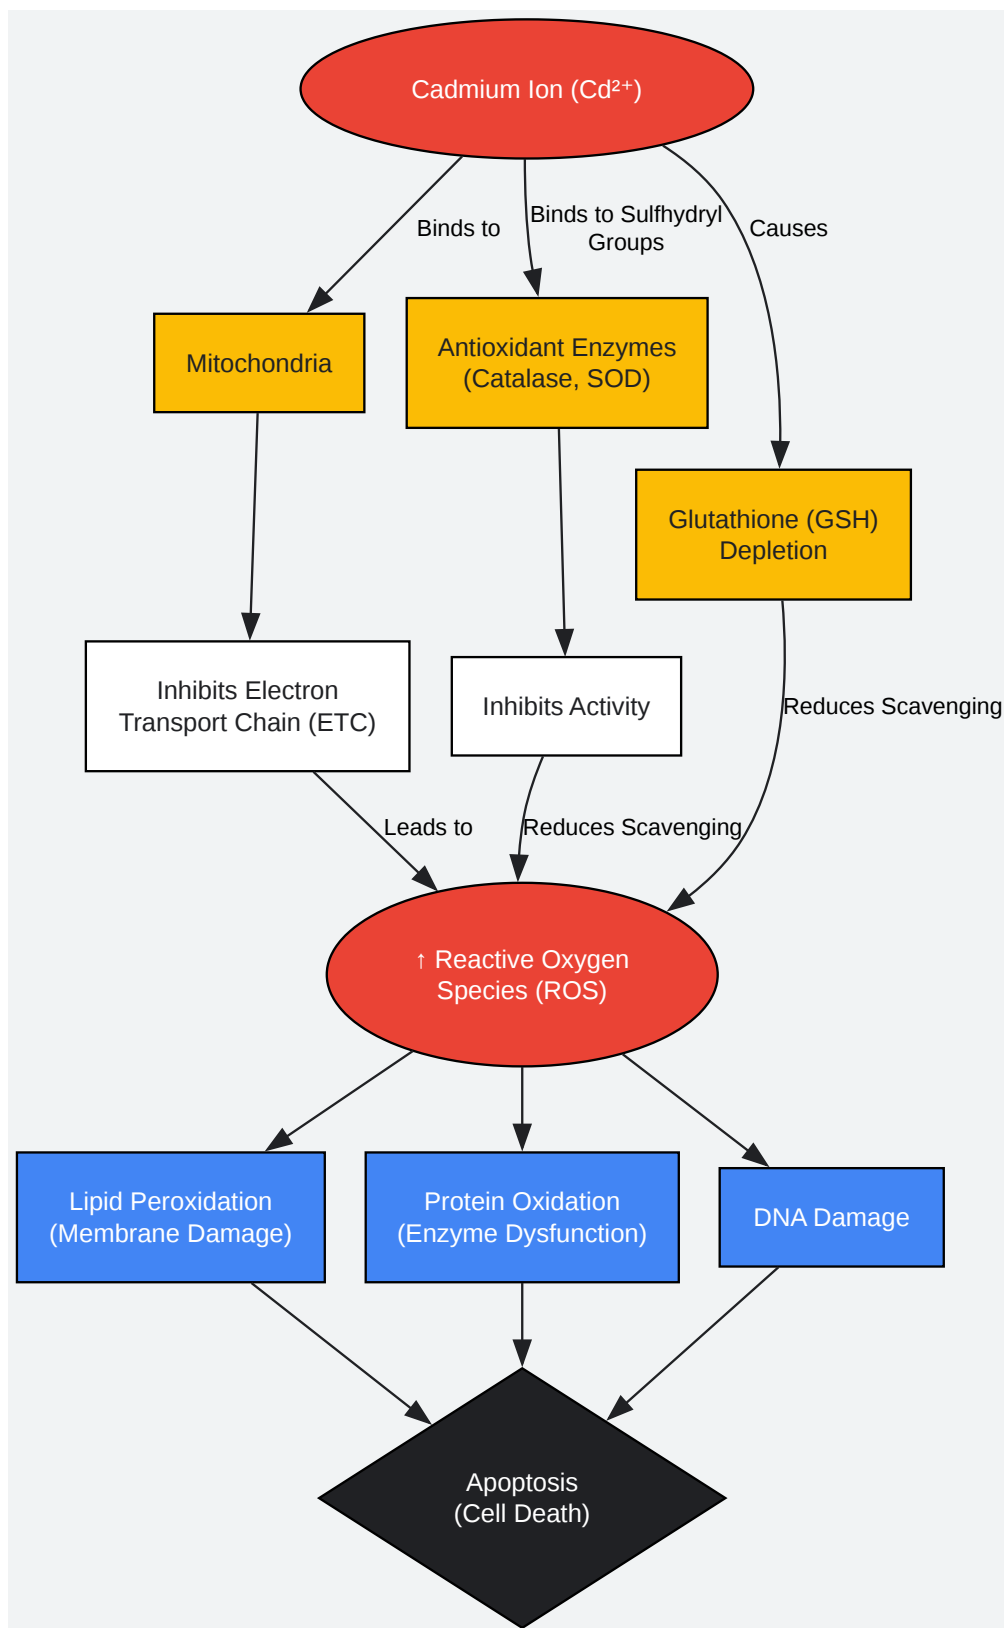 Cadmium Ion (Cd²⁺)
Binds to
Binds to Sulfhydryl
Groups
Causes
Mitochondria
Antioxidant Enzymes
(Catalase, SOD)
Glutathione (GSH)
Depletion
Inhibits Electron
Transport Chain (ETC)
Inhibits Activity
Reduces Scavenging
Leads to
Reduces Scavenging
↑ Reactive Oxygen
Species (ROS)
Lipid Peroxidation
(Membrane Damage)
Protein Oxidation
(Enzyme Dysfunction)
DNA Damage
Apoptosis
(Cell Death)